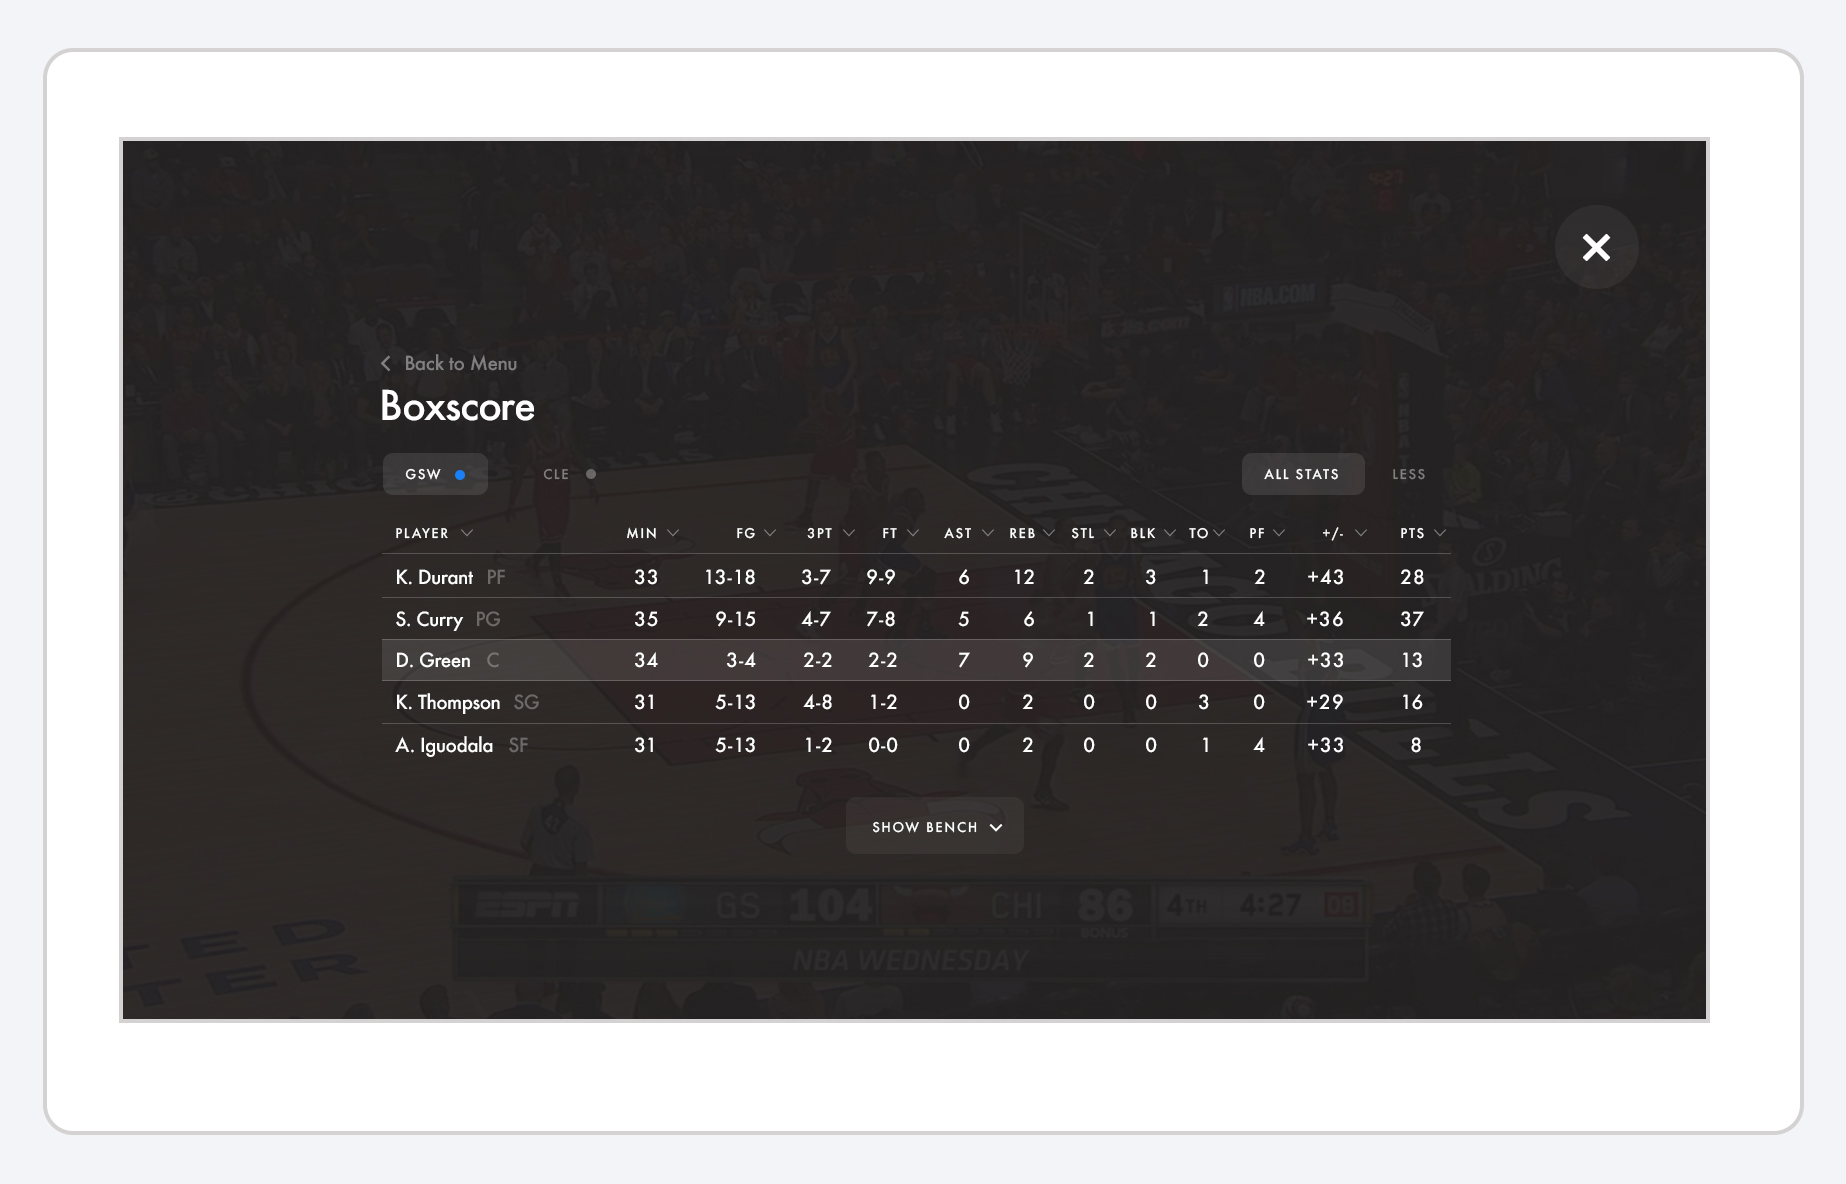 4:27
NBA.COM
Back to Menu
Boxscore
GSW
CLE
ALL STATS
LESS
PLAYER MIN FG 3PT FT AST REB STL BLK TO PF +/- PTS
K. Durant PF 33 13-18 3-7 9-9 6 12 2 3 1 2 +43 28
S. Curry PG 35 9-15 4-7 7-8 5 6 1 1 2 4 +36 37
D. Green C 34 3-4 2-2 2-2 7 9 2 2 0 0 +33 13
K. Thompson SG 31 5-13 4-8 1-2 0 2 0 0 3 0 +29 16
A. Iguodala SF 31 5-13 1-2 0-0 0 2 0 0 1 4 +33 8
SHOW BENCH
ESPN GS 104 CHI 86 4TH 4:27 08
BONUS
NBA WEDNESDAY